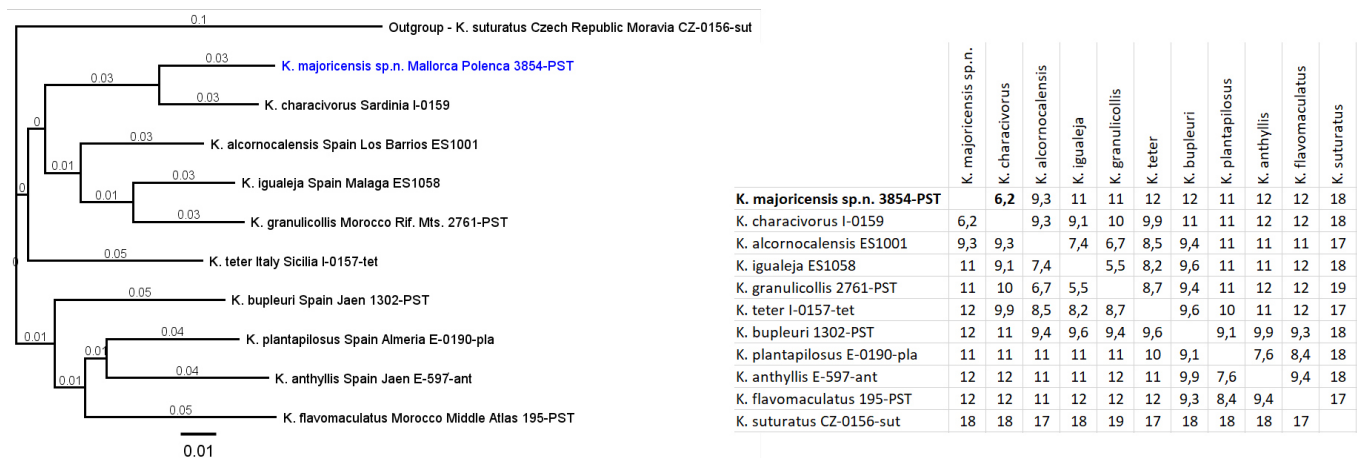 0.1
Outgroup - K. suturatus Czech Republic Moravia CZ-0156-sut
0.03
K. majoricensis sp.n. Mallorca Polenca 3854-PST
0.03
0.03
K. characivorus Sardinia I-0159
0
0.03
K. alcornocalensis Spain Los Barrios ES1001
0.01
0.03
K. igualeja Spain Malaga ES1058
0
0.01
0.03
K. granulicollis Morocco Rif. Mts. 2761-PST
0.05
K. teter Italy Sicilia I-0157-tet
0
0.05
K. bupleuri Spain Jaen 1302-PST
0.01
0.04
K. plantapilosus Spain Almeria E-0190-pla
0.01
0.04
K. anthyllis Spain Jaen E-597-ant
0.01
0.05
K. flavomaculatus Morocco Middle Atlas 195-PST
0.01
K. majoricensis sp.n.
K. characivorus
K. alcornocalensis
K. igualeja
K. granulicollis
K. teter
K. bupleuri
K. plantapilosus
K. anthyllis
K. flavomaculatus
K. suturatus
K. majoricensis sp.n. 3854-PST 6,2 9,3 11 11 12 12 11 12 12 18
K. characivorus I-0159 6,2 9,3 9,1 10 9,9 11 11 12 12 18
K. alcornocalensis ES1001 9,3 9,3 7,4 6,7 8,5 9,4 11 11 11 17
K. igualeja ES1058 11 9,1 7,4 5,5 8,2 9,6 11 11 12 18
K. granulicollis 2761-PST 11 10 6,7 5,5 8,7 9,4 11 12 12 19
K. teter I-0157-tet 12 9,9 8,5 8,2 8,7 9,6 10 11 12 17
K. bupleuri 1302-PST 12 11 9,4 9,6 9,4 9,6 9,1 9,9 9,3 18
K. plantapilosus E-0190-pla 11 11 11 11 11 10 9,1 7,6 8,4 18
K. anthyllis E-597-ant 12 12 11 11 12 11 9,9 7,6 9,4 18
K. flavomaculatus 195-PST 12 12 11 12 12 12 9,3 8,4 9,4 17
K. suturatus CZ-0156-sut 18 18 17 18 19 17 18 18 18 17